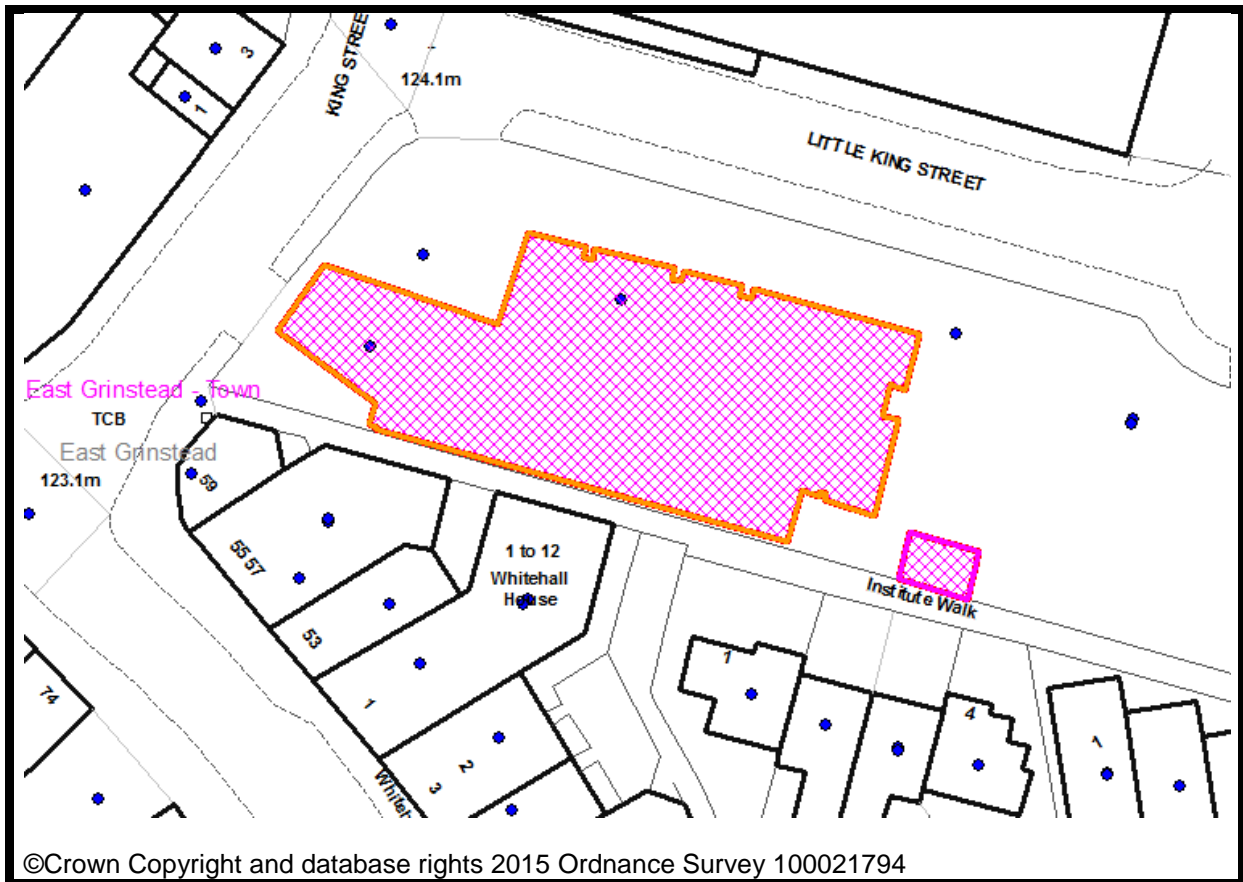 3
1
KING STREE
124.1m
LITTLE KING STREET
East Grinstead - Town
TCB
East Grinstead
123.1m
59
55 57
53
1
1 to 12
Whitehall
House
Institute Walk
1
4
1
74
2
3
Whiteh
©Crown Copyright and database rights 2015 Ordnance Survey 100021794